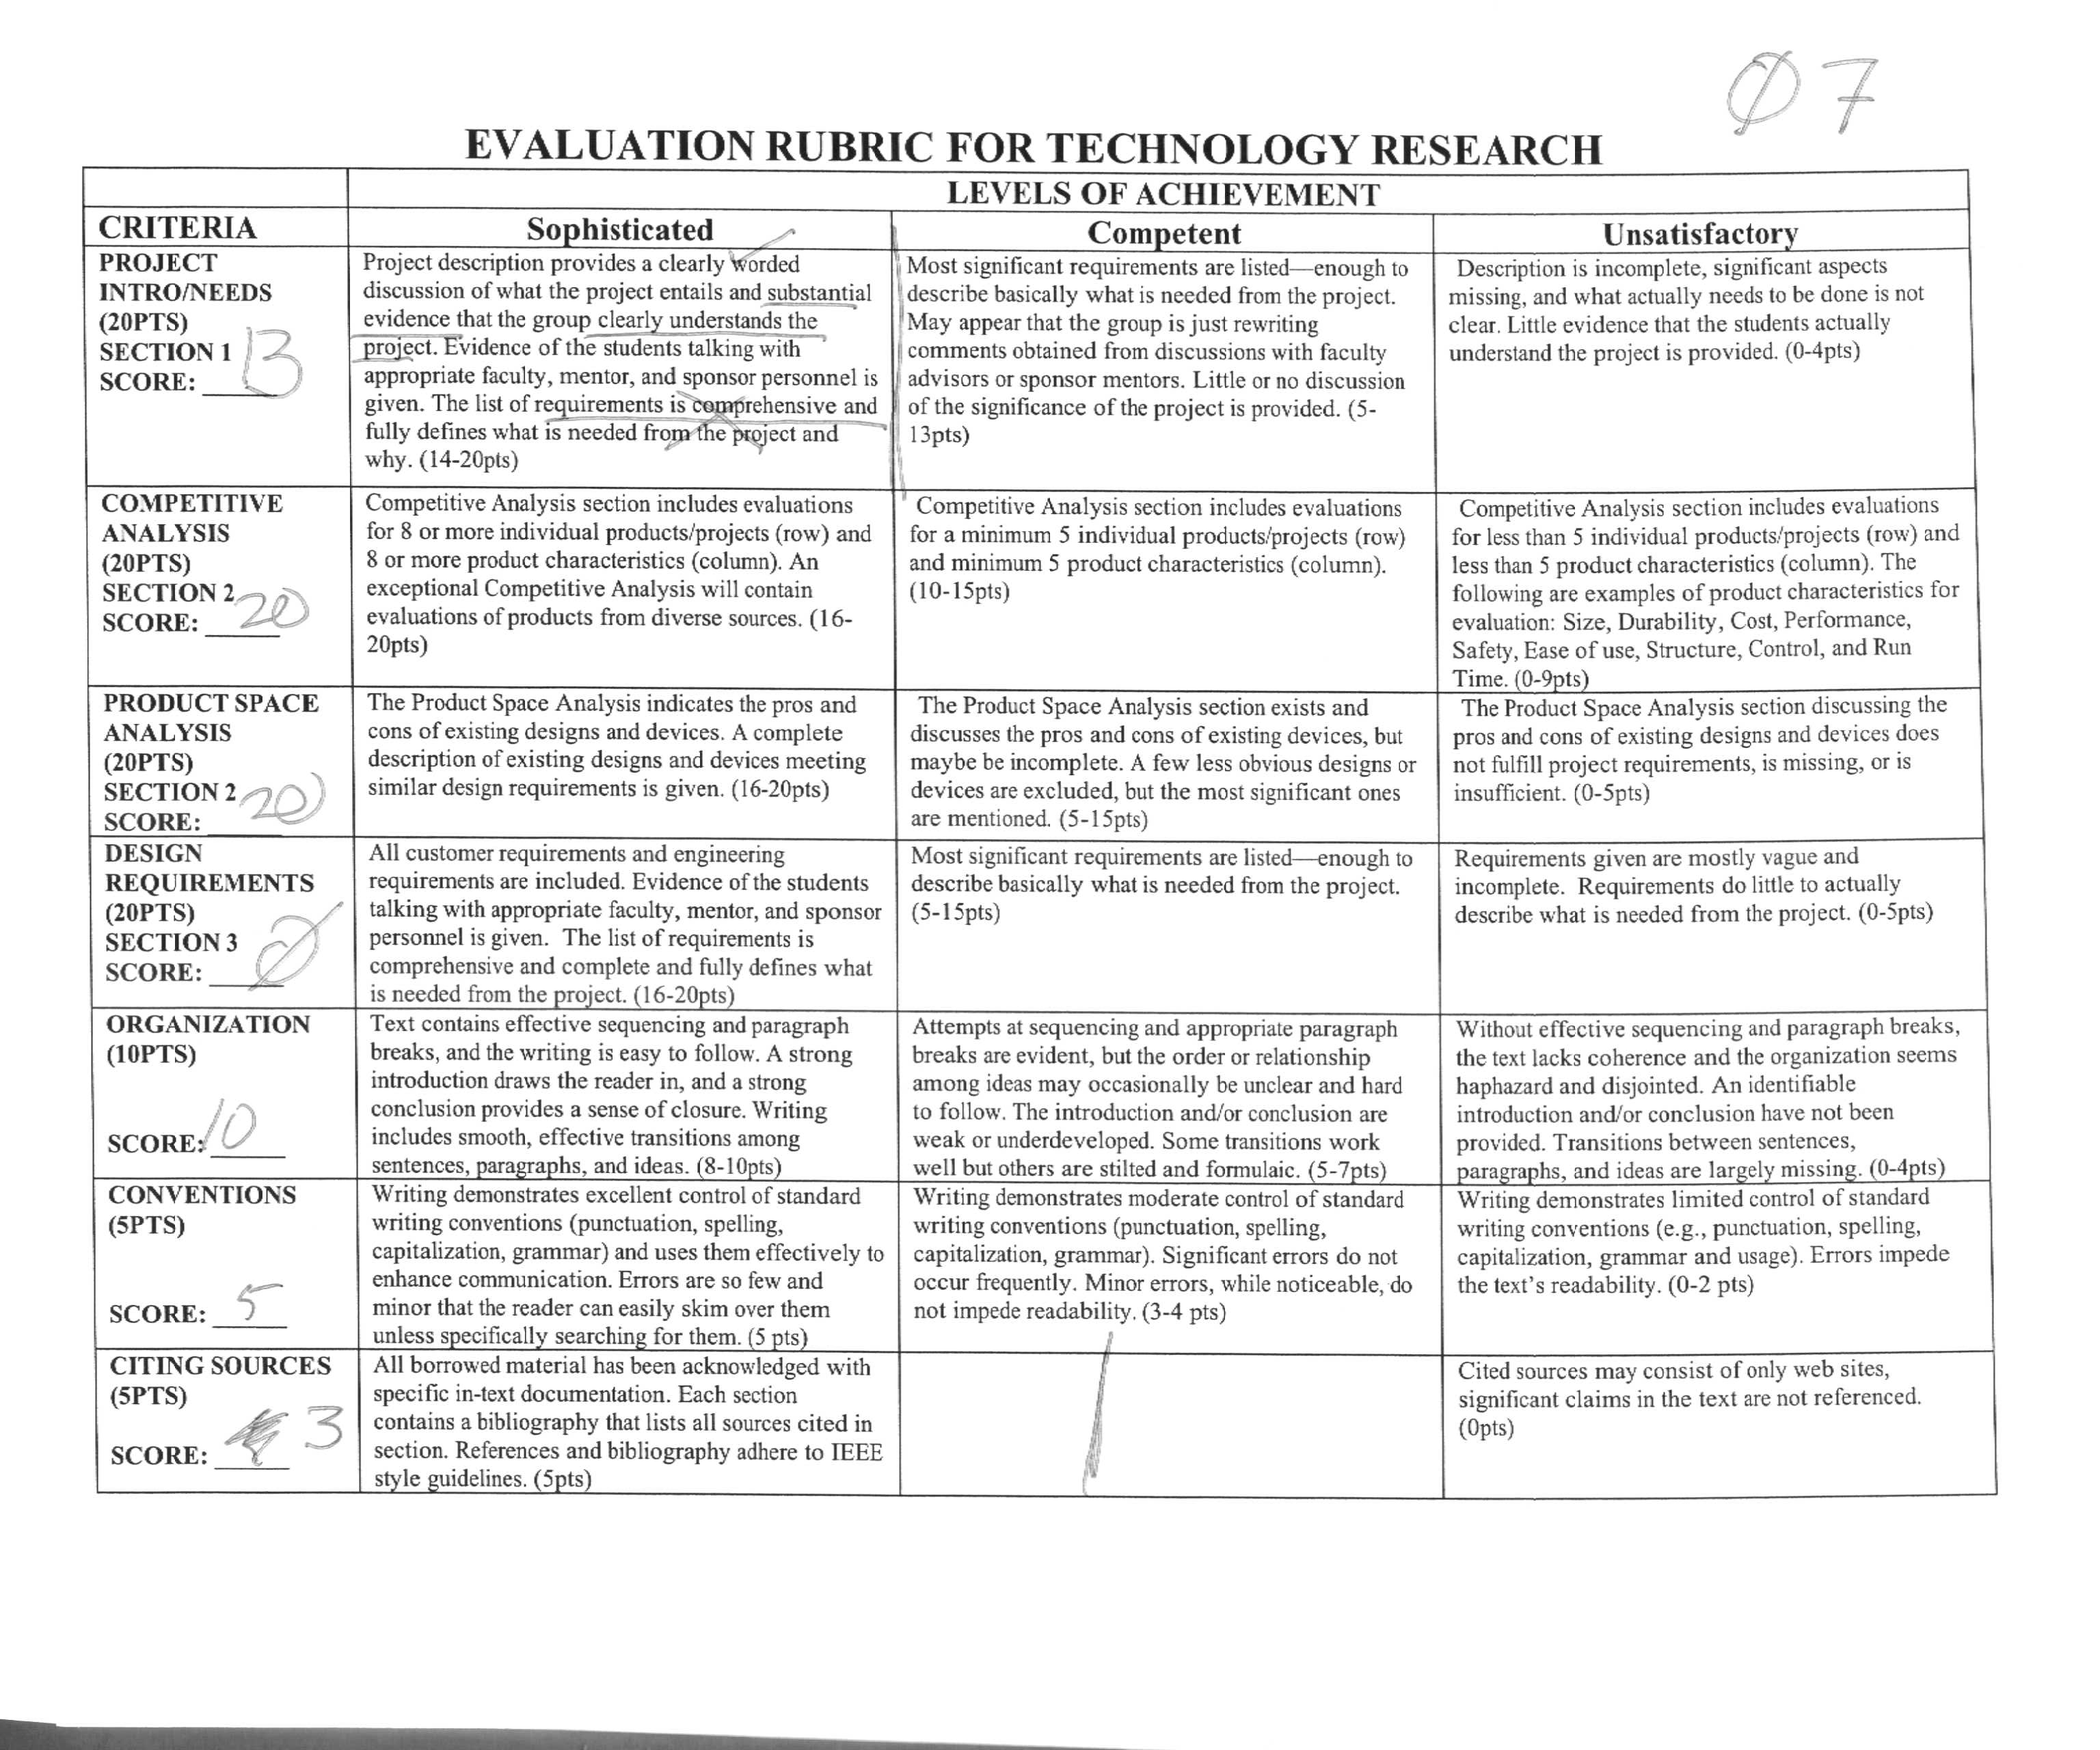 Ø 7
EVALUATION RUBRIC FOR TECHNOLOGY RESEARCH
LEVELS OF ACHIEVEMENT
CRITERIA
Sophisticated
Competent
Unsatisfactory
PROJECT
INTRO/NEEDS
(20PTS)
SECTION 1
SCORE: 13
Project description provides a clearly worded
discussion of what the project entails and substantial
evidence that the group clearly understands the
project. Evidence of the students talking with
appropriate faculty, mentor, and sponsor personnel is
given. The list of requirements is comprehensive and
fully defines what is needed from the project and
why. (14-20pts)
Most significant requirements are listed—enough to
describe basically what is needed from the project.
May appear that the group is just rewriting
comments obtained from discussions with faculty
advisors or sponsor mentors. Little or no discussion
of the significance of the project is provided. (5-
13pts)
Description is incomplete, significant aspects
missing, and what actually needs to be done is not
clear. Little evidence that the students actually
understand the project is provided. (0-4pts)
COMPETITIVE
ANALYSIS
(20PTS)
SECTION 2
SCORE: 20
Competitive Analysis section includes evaluations
for 8 or more individual products/projects (row) and
8 or more product characteristics (column). An
exceptional Competitive Analysis will contain
evaluations of products from diverse sources. (16-
20pts)
Competitive Analysis section includes evaluations
for a minimum 5 individual products/projects (row)
and minimum 5 product characteristics (column).
(10-15pts)
Competitive Analysis section includes evaluations
for less than 5 individual products/projects (row) and
less than 5 product characteristics (column). The
following are examples of product characteristics for
evaluation: Size, Durability, Cost, Performance,
Safety, Ease of use, Structure, Control, and Run
Time. (0-9pts)
PRODUCT SPACE
ANALYSIS
(20PTS)
SECTION 2
SCORE: 20
The Product Space Analysis indicates the pros and
cons of existing designs and devices. A complete
description of existing designs and devices meeting
similar design requirements is given. (16-20pts)
The Product Space Analysis section exists and
discusses the pros and cons of existing devices, but
maybe be incomplete. A few less obvious designs or
devices are excluded, but the most significant ones
are mentioned. (5-15pts)
The Product Space Analysis section discussing the
pros and cons of existing designs and devices does
not fulfill project requirements, is missing, or is
insufficient. (0-5pts)
DESIGN
REQUIREMENTS
(20PTS)
SECTION 3
SCORE: Ø
All customer requirements and engineering
requirements are included. Evidence of the students
talking with appropriate faculty, mentor, and sponsor
personnel is given. The list of requirements is
comprehensive and complete and fully defines what
is needed from the project. (16-20pts)
Most significant requirements are listed—enough to
describe basically what is needed from the project.
(5-15pts)
Requirements given are mostly vague and
incomplete. Requirements do little to actually
describe what is needed from the project. (0-5pts)
ORGANIZATION
(10PTS)
SCORE: 10
Text contains effective sequencing and paragraph
breaks, and the writing is easy to follow. A strong
introduction draws the reader in, and a strong
conclusion provides a sense of closure. Writing
includes smooth, effective transitions among
sentences, paragraphs, and ideas. (8-10pts)
Attempts at sequencing and appropriate paragraph
breaks are evident, but the order or relationship
among ideas may occasionally be unclear and hard
to follow. The introduction and/or conclusion are
weak or underdeveloped. Some transitions work
well but others are stilted and formulaic. (5-7pts)
Without effective sequencing and paragraph breaks,
the text lacks coherence and the organization seems
haphazard and disjointed. An identifiable
introduction and/or conclusion have not been
provided. Transitions between sentences,
paragraphs, and ideas are largely missing. (0-4pts)
CONVENTIONS
(5PTS)
SCORE: 5
Writing demonstrates excellent control of standard
writing conventions (punctuation, spelling,
capitalization, grammar) and uses them effectively to
enhance communication. Errors are so few and
minor that the reader can easily skim over them
unless specifically searching for them. (5 pts)
Writing demonstrates moderate control of standard
writing conventions (punctuation, spelling,
capitalization, grammar). Significant errors do not
occur frequently. Minor errors, while noticeable, do
not impede readability. (3-4 pts)
Writing demonstrates limited control of standard
writing conventions (e.g., punctuation, spelling,
capitalization, grammar and usage). Errors impede
the text's readability. (0-2 pts)
CITING SOURCES
(5PTS)
SCORE: 3
All borrowed material has been acknowledged with
specific in-text documentation. Each section
contains a bibliography that lists all sources cited in
section. References and bibliography adhere to IEEE
style guidelines. (5pts)
Cited sources may consist of only web sites,
significant claims in the text are not referenced.
(0pts)